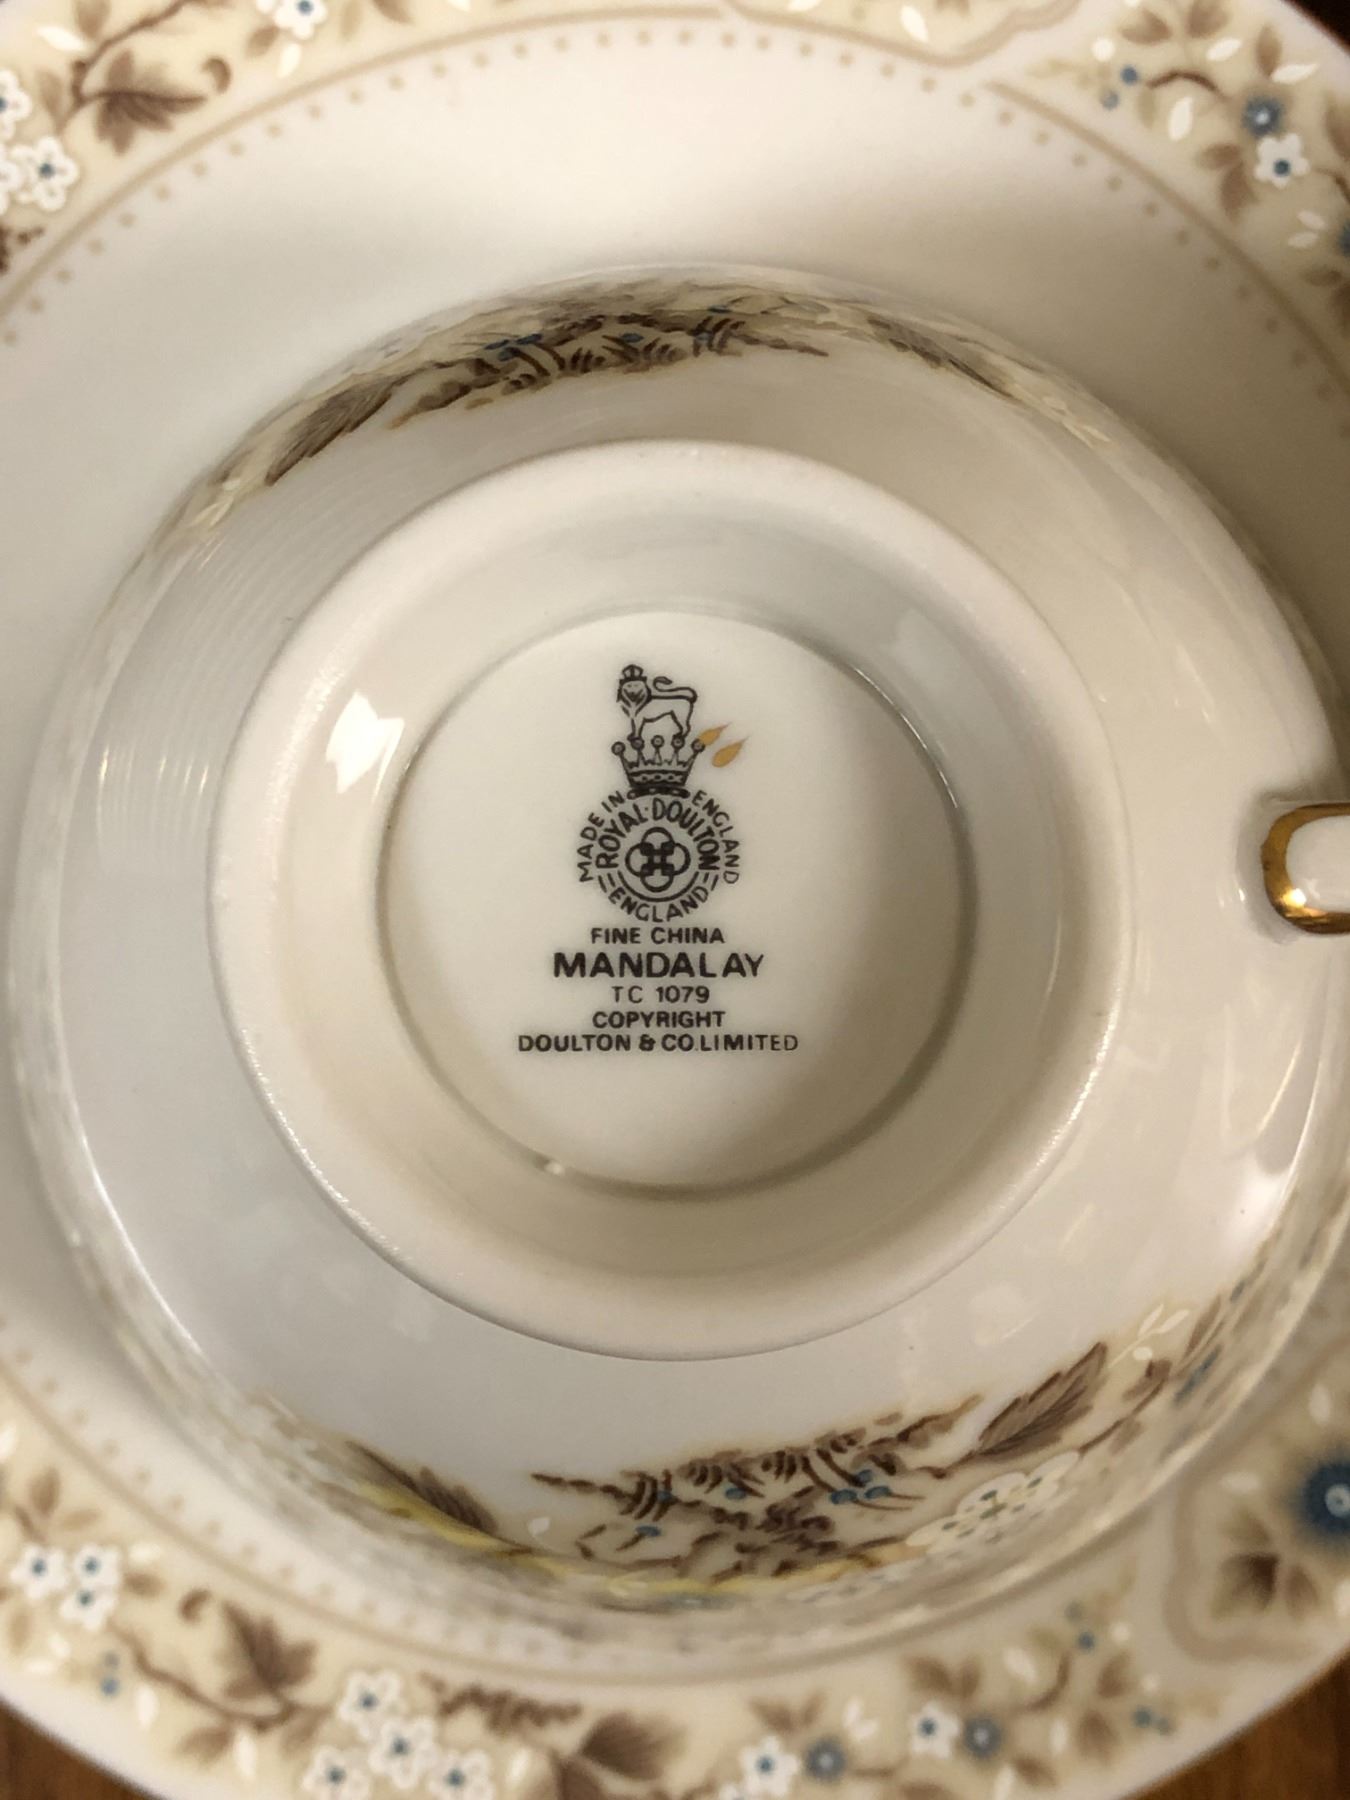 MADE IN ENGLAND
ROYAL·DOULTON
ENGLAND
FINE CHINA
MANDALAY
TC 1079
COPYRIGHT
DOULTON & CO.LIMITED